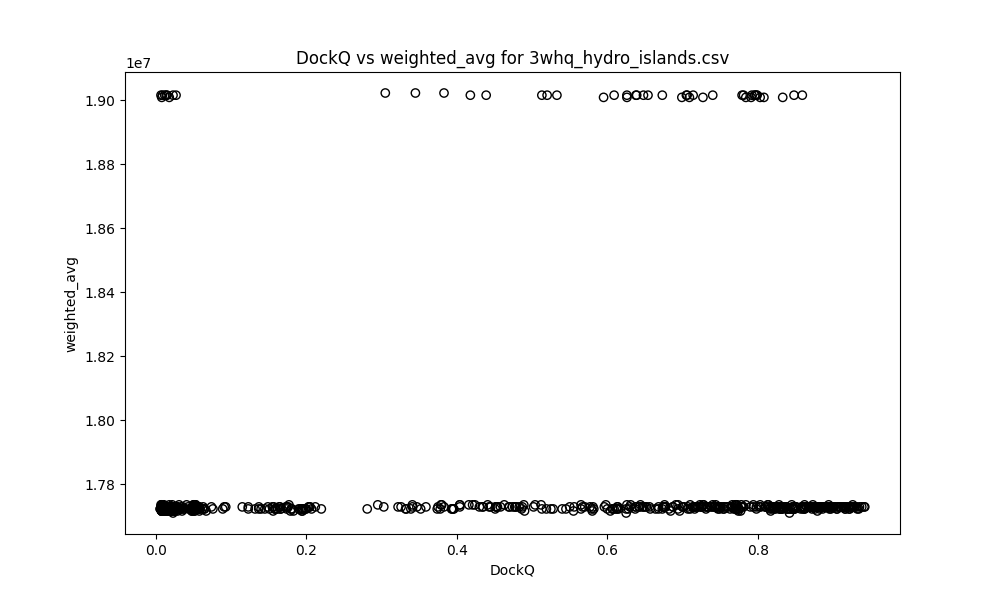 DockQ vs weighted_avg for 3whq_hydro_islands.csv
1e7
1.90
1.88
1.86
1.84
1.82
1.80
1.78
weighted_avg
0.0 0.2 0.4 0.6 0.8
DockQ